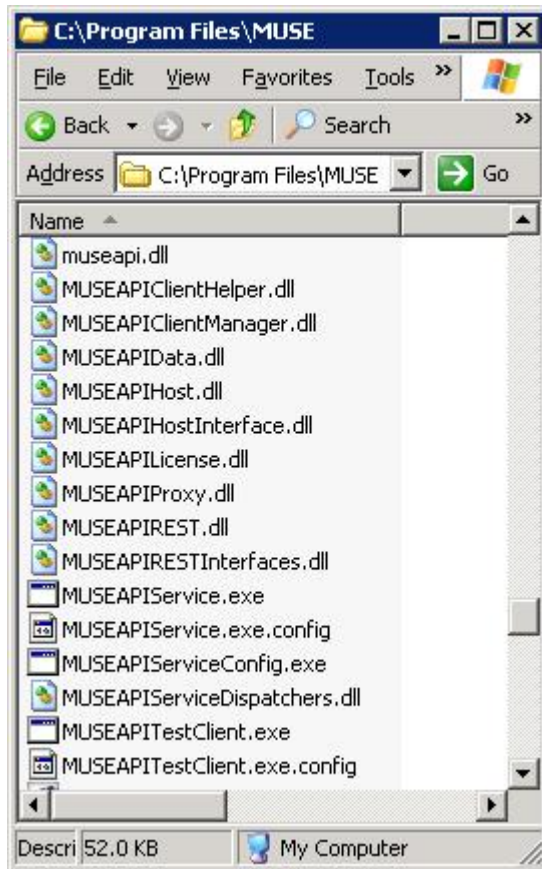 C:\Program Files\MUSE
File Edit View Favorites Tools »
Back Search »
Address C:\Program Files\MUSE Go
Name
museapi.dll
MUSEAPIClientHelper.dll
MUSEAPIClientManager.dll
MUSEAPIData.dll
MUSEAPIHost.dll
MUSEAPIHostInterface.dll
MUSEAPILicense.dll
MUSEAPIProxy.dll
MUSEAPIREST.dll
MUSEAPIRESTInterfaces.dll
MUSEAPIService.exe
MUSEAPIService.exe.config
MUSEAPIServiceConfig.exe
MUSEAPIServiceDispatchers.dll
MUSEAPITestClient.exe
MUSEAPITestClient.exe.config
Descri 52.0 KB My Computer